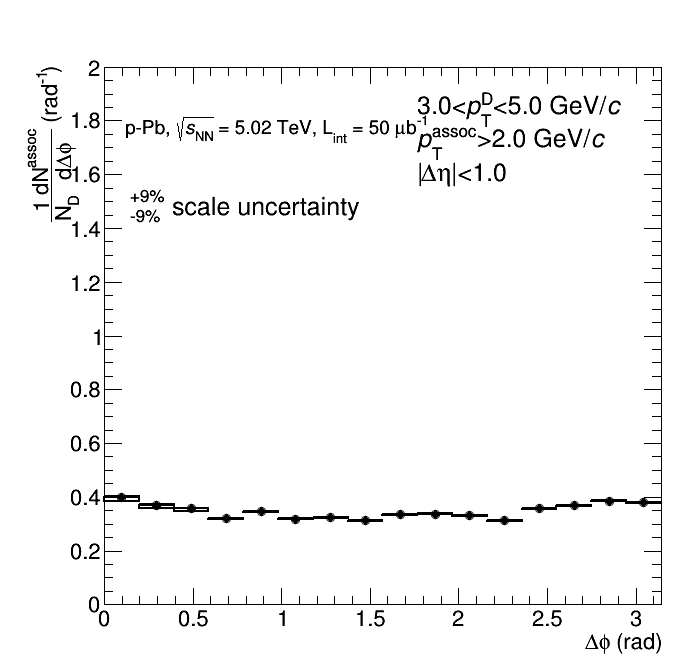 1 dN^assoc
N_D dΔφ (rad^-1)
p-Pb, √s_NN = 5.02 TeV, L_int = 50 μb^-1
3.0<p_T^D<5.0 GeV/c
p_T^assoc>2.0 GeV/c
|Δη|<1.0
+9%
-9% scale uncertainty
2
1.8
1.6
1.4
1.2
1
0.8
0.6
0.4
0.2
0
0 0.5 1 1.5 2 2.5 3
Δφ (rad)